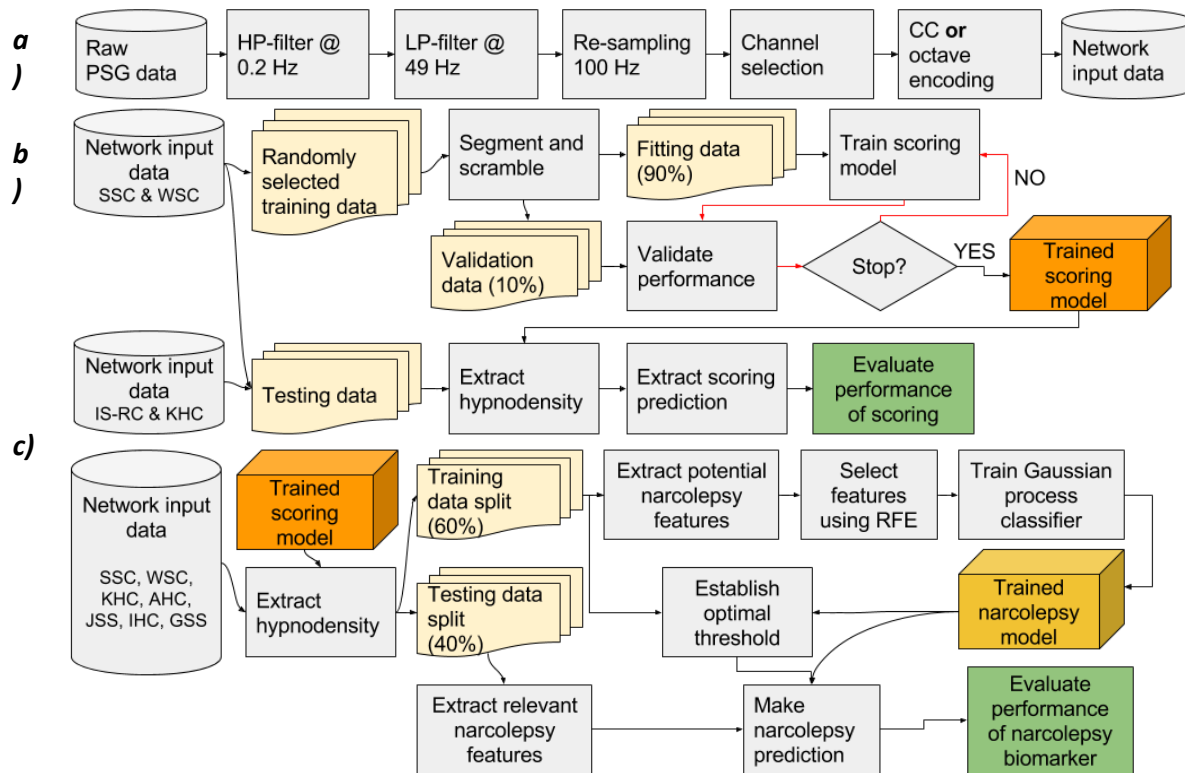 a
)
Raw
PSG data
HP-filter @
0.2 Hz
LP-filter @
49 Hz
Re-sampling
100 Hz
Channel
selection
CC or
octave
encoding
Network
input data
b
)
Network input
data
SSC & WSC
Randomly
selected
training data
Segment and
scramble
Fitting data
(90%)
Train scoring
model
NO
Validation
data (10%)
Validate
performance
Stop?
YES
Trained
scoring
model
Network input
data
IS-RC & KHC
Testing data
Extract
hypnodensity
Extract scoring
prediction
Evaluate
performance
of scoring
c)
Network input
data
SSC, WSC,
KHC, AHC,
JSS, IHC, GSS
Trained
scoring
model
Extract
hypnodensity
Training
data split
(60%)
Testing data
split
(40%)
Extract potential
narcolepsy
features
Select
features
using RFE
Train Gaussian
process
classifier
Establish
optimal
threshold
Trained
narcolepsy
model
Extract relevant
narcolepsy
features
Make
narcolepsy
prediction
Evaluate
performance
of narcolepsy
biomarker